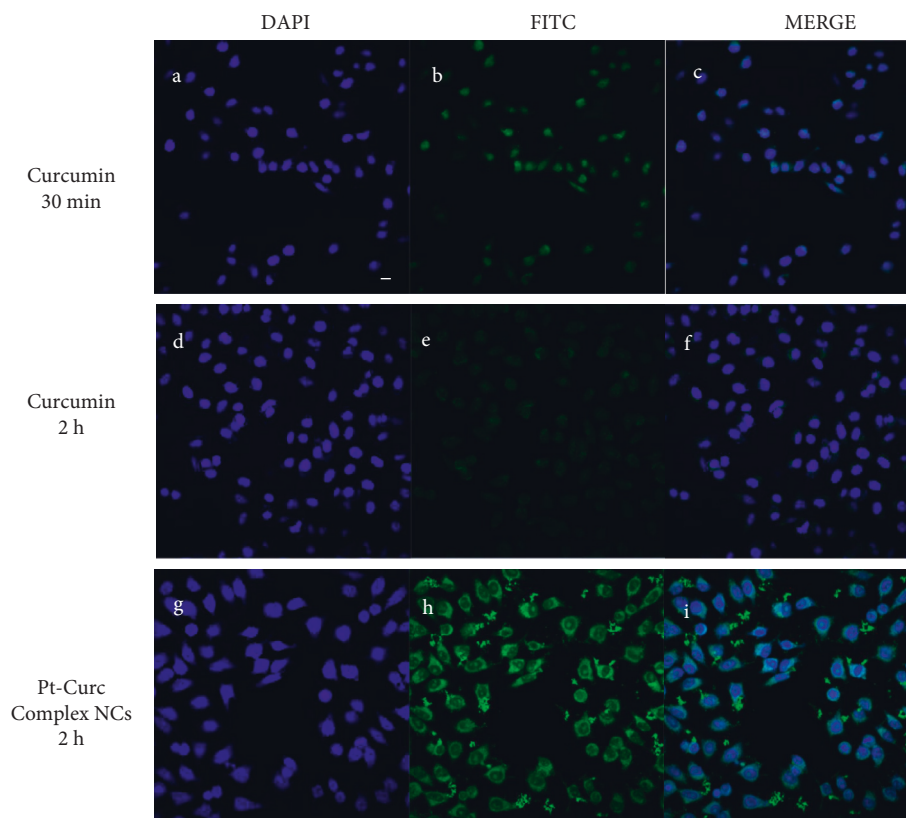 DAPI FITC MERGE
a b c
Curcumin
30 min
d e f
Curcumin
2 h
g h i
Pt-Curc
Complex NCs
2 h